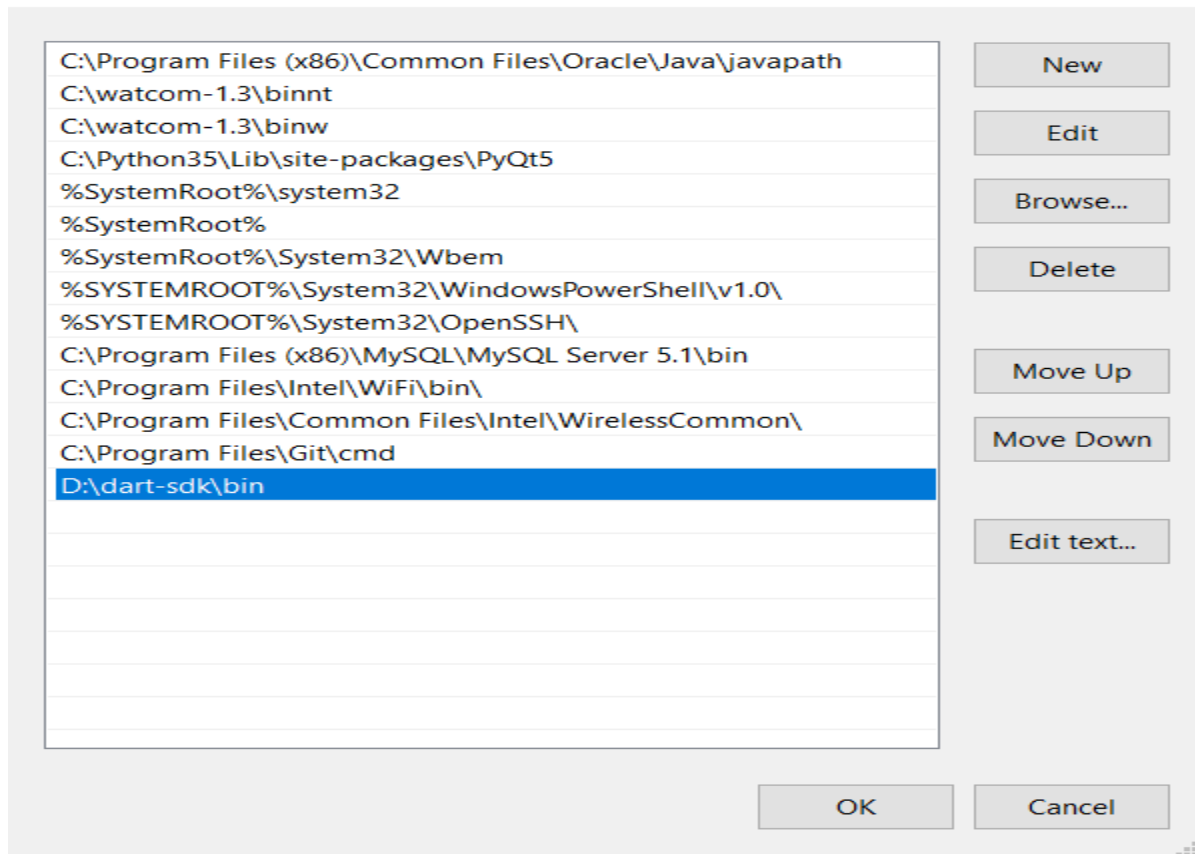 C:\Program Files (x86)\Common Files\Oracle\Java\javapath
C:\watcom-1.3\binnt
C:\watcom-1.3\binw
C:\Python35\Lib\site-packages\PyQt5
%SystemRoot%\system32
%SystemRoot%
%SystemRoot%\System32\Wbem
%SYSTEMROOT%\System32\WindowsPowerShell\v1.0\
%SYSTEMROOT%\System32\OpenSSH\
C:\Program Files (x86)\MySQL\MySQL Server 5.1\bin
C:\Program Files\Intel\WiFi\bin\
C:\Program Files\Common Files\Intel\WirelessCommon\
C:\Program Files\Git\cmd
D:\dart-sdk\bin
New
Edit
Browse...
Delete
Move Up
Move Down
Edit text...
OK
Cancel